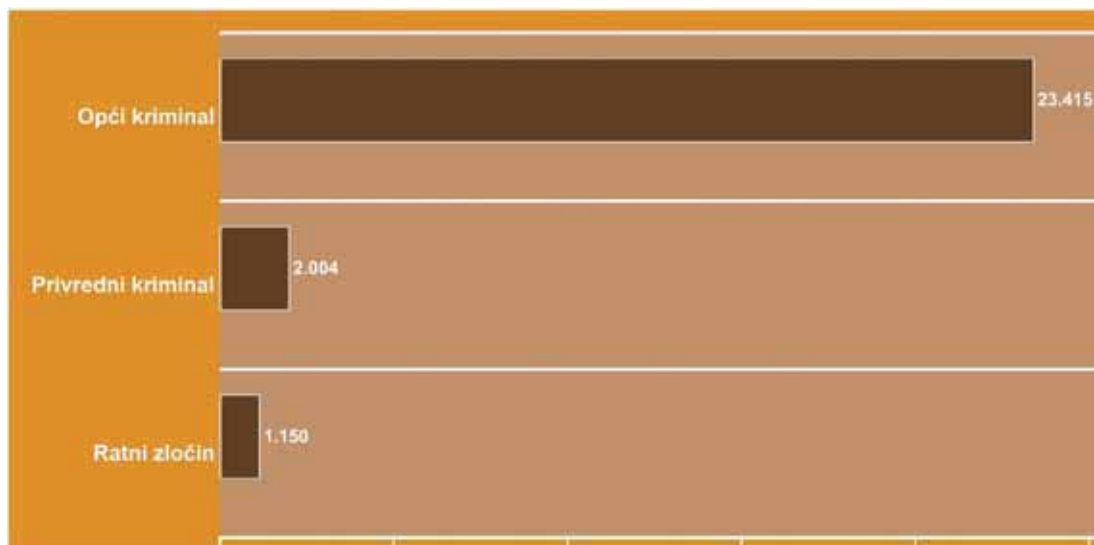 Opći kriminal 23.415
Privredni kriminal 2.004
Ratni zločin 1.150